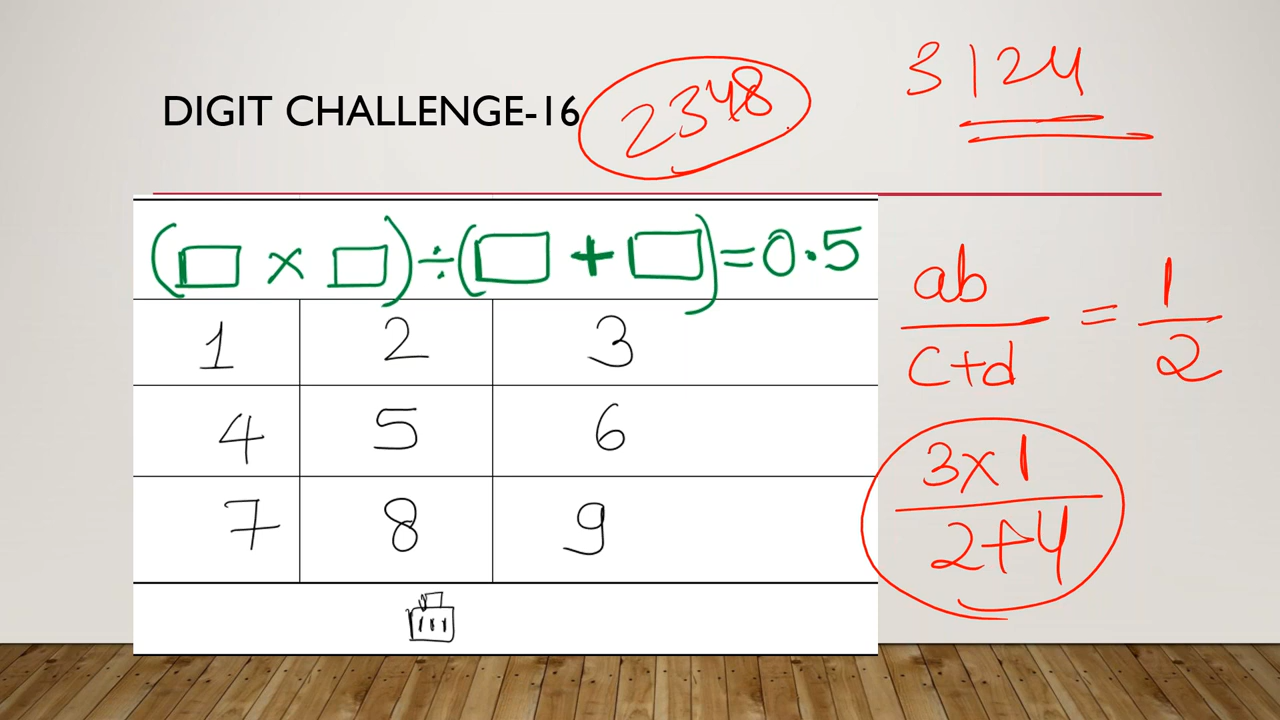 DIGIT CHALLENGE-16
2348
3124
(□ × □) ÷ (□ + □) = 0.5
1 2 3
4 5 6
7 8 9
ab
c+d
= 1
2
3x1
2+4